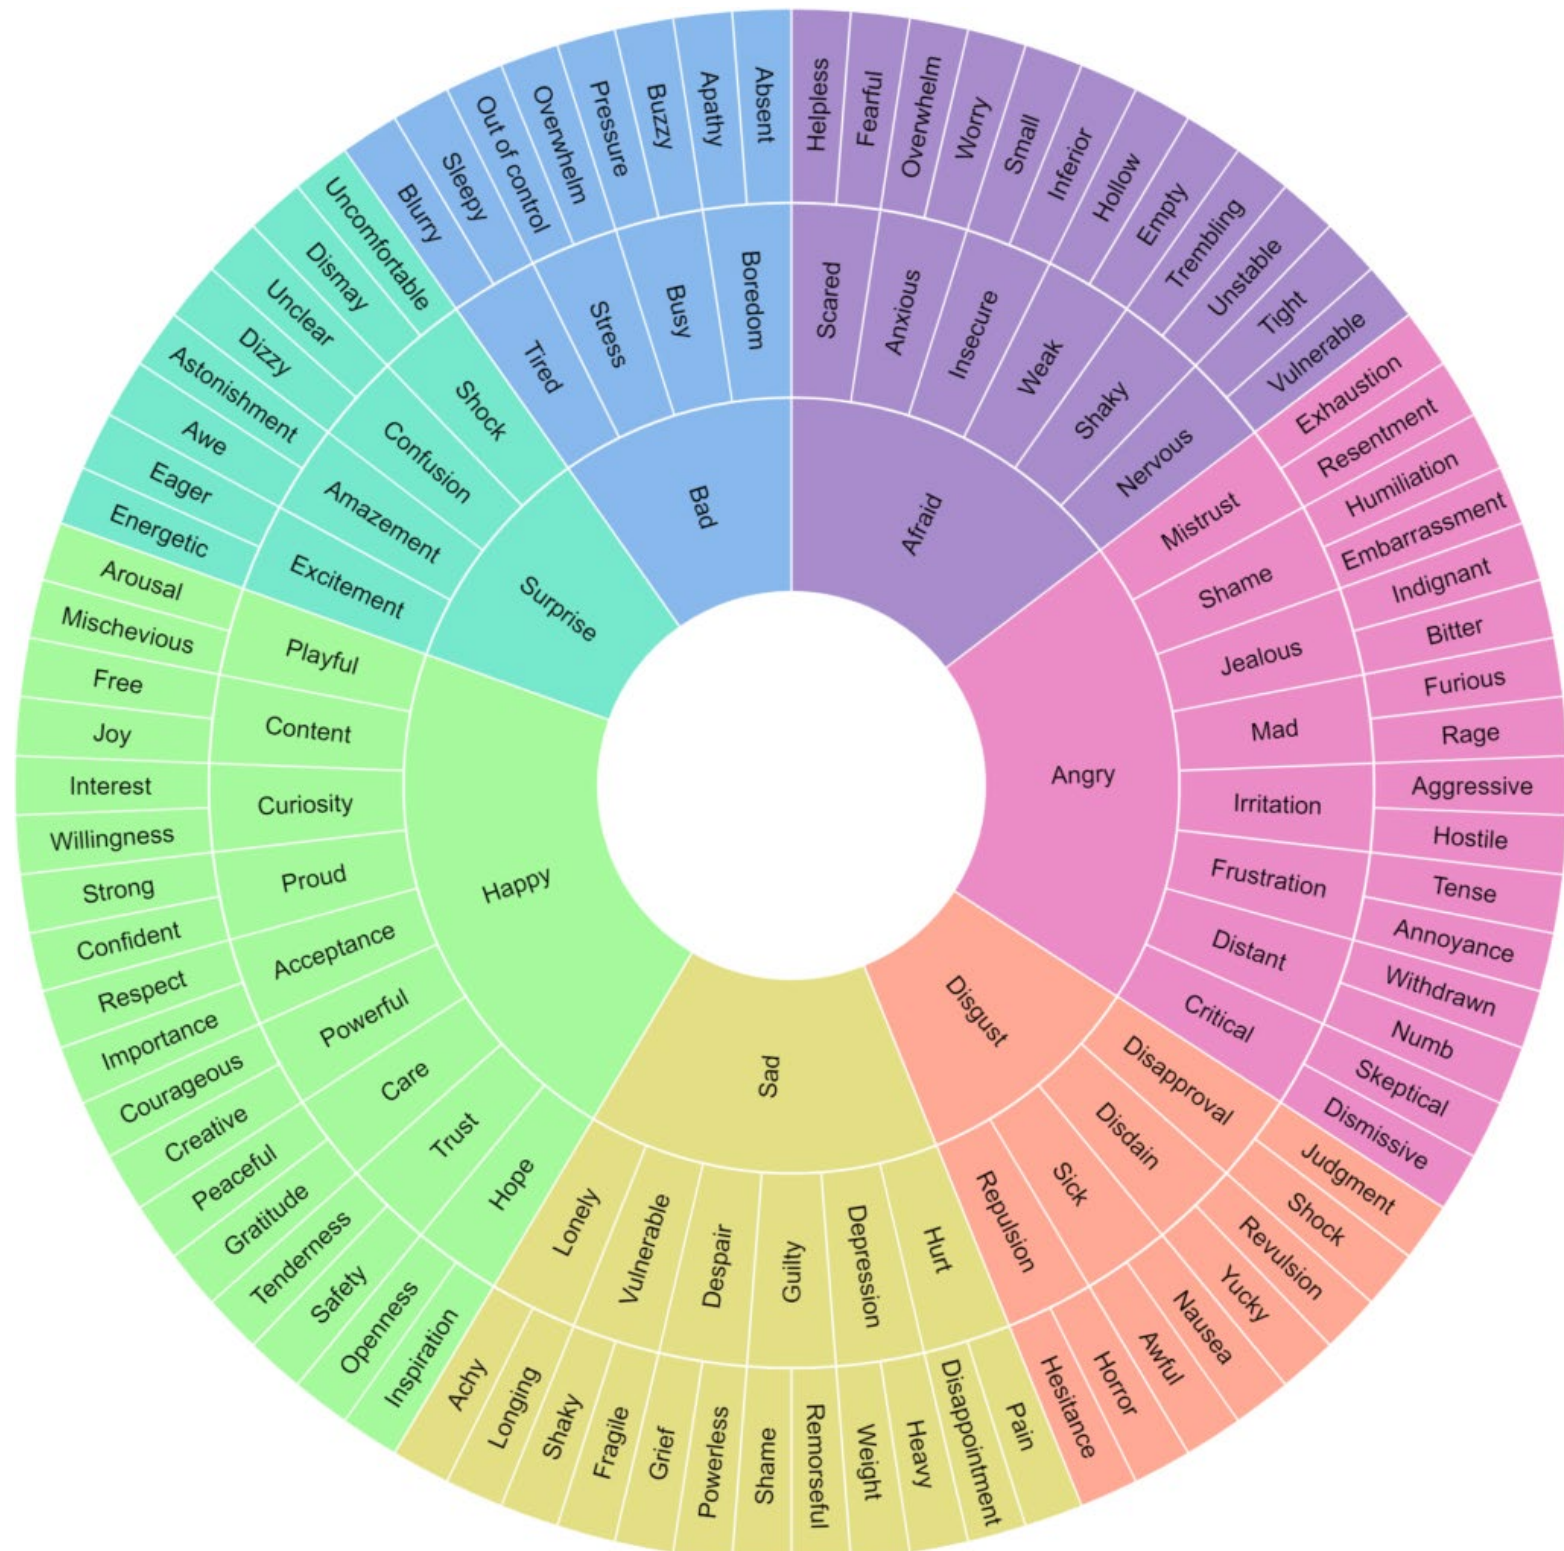 Afraid
Scared
Helpless
Fearful
Anxious
Overwhelm
Worry
Insecure
Small
Inferior
Weak
Hollow
Empty
Shaky
Trembling
Unstable
Nervous
Tight
Vulnerable
Angry
Mistrust
Exhaustion
Resentment
Shame
Humiliation
Embarrassment
Jealous
Indignant
Bitter
Mad
Furious
Rage
Irritation
Aggressive
Hostile
Frustration
Tense
Annoyance
Distant
Withdrawn
Numb
Critical
Skeptical
Dismissive
Disgust
Disapproval
Judgment
Shock
Disdain
Revulsion
Yucky
Sick
Nausea
Awful
Repulsion
Horror
Hesitance
Sad
Hurt
Pain
Disappointment
Depression
Heavy
Weight
Guilty
Remorseful
Shame
Despair
Powerless
Grief
Vulnerable
Fragile
Shaky
Lonely
Longing
Achy
Happy
Hope
Inspiration
Openness
Trust
Safety
Tenderness
Care
Gratitude
Peaceful
Powerful
Creative
Courageous
Acceptance
Importance
Respect
Proud
Confident
Strong
Curiosity
Willingness
Interest
Content
Joy
Free
Playful
Mischevious
Arousal
Surprise
Excitement
Energetic
Eager
Amazement
Awe
Astonishment
Confusion
Dizzy
Unclear
Shock
Dismay
Uncomfortable
Bad
Tired
Blurry
Sleepy
Stress
Out of control
Overwhelm
Busy
Pressure
Buzzy
Boredom
Apathy
Absent